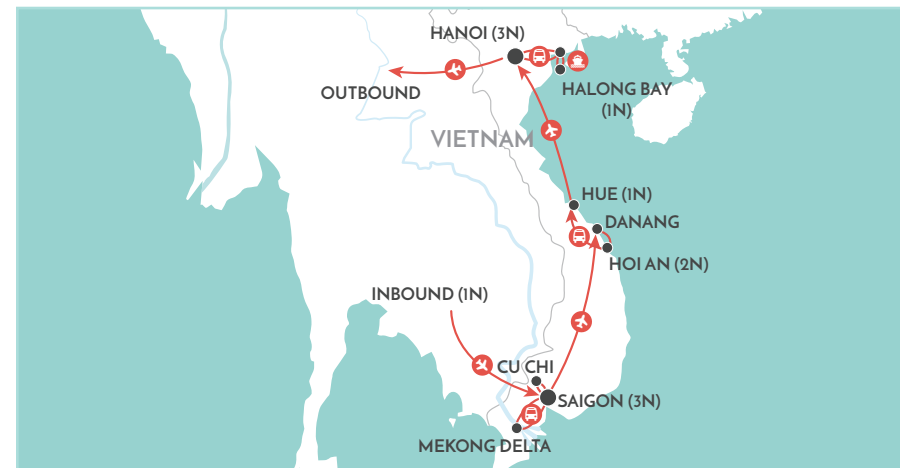 HANOI (3N)
OUTBOUND
HALONG BAY
(1N)
VIETNAM
HUE (1N)
DANANG
HOI AN (2N)
INBOUND (1N)
CU CHI
SAIGON (3N)
MEKONG DELTA